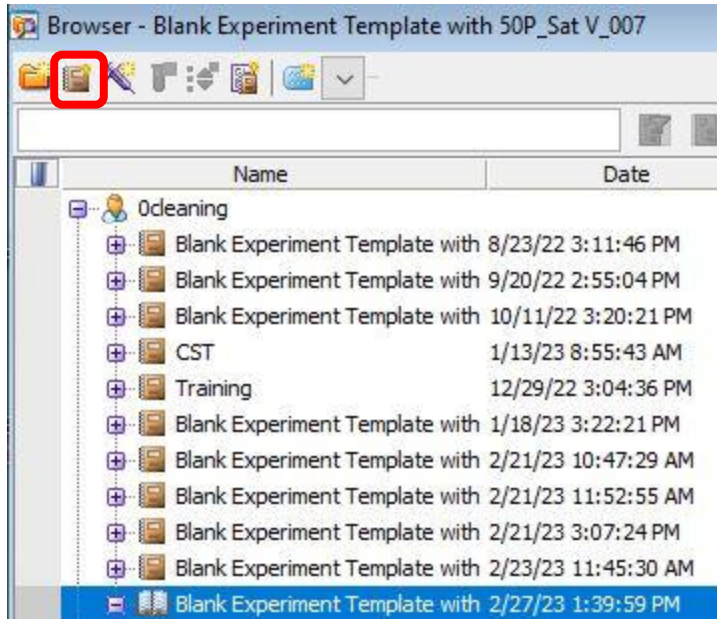 Browser - Blank Experiment Template with 50P_Sat V_007
Name Date
0cleaning
Blank Experiment Template with 8/23/22 3:11:46 PM
Blank Experiment Template with 9/20/22 2:55:04 PM
Blank Experiment Template with 10/11/22 3:20:21 PM
CST 1/13/23 8:55:43 AM
Training 12/29/22 3:04:36 PM
Blank Experiment Template with 1/18/23 3:22:21 PM
Blank Experiment Template with 2/21/23 10:47:29 AM
Blank Experiment Template with 2/21/23 11:52:55 AM
Blank Experiment Template with 2/21/23 3:07:24 PM
Blank Experiment Template with 2/23/23 11:45:30 AM
Blank Experiment Template with 2/27/23 1:39:59 PM